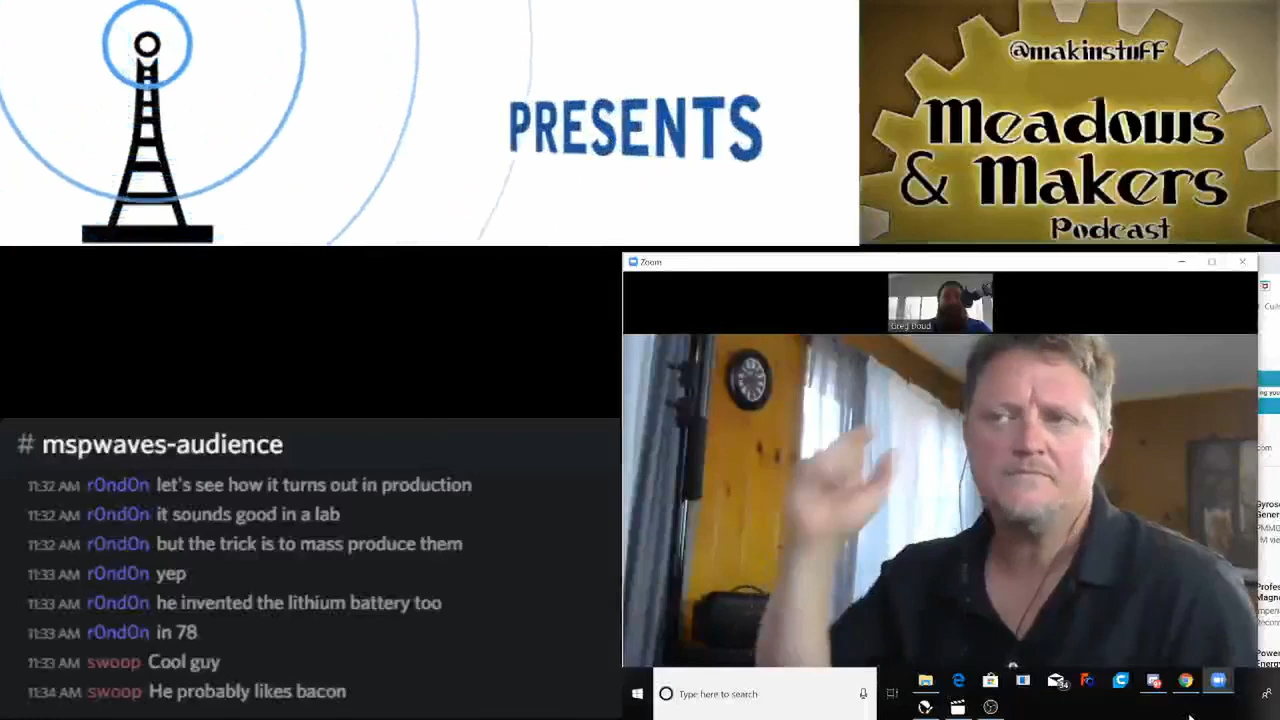 PRESENTS
@makinstuff
Meadows
& Makers
Podcast
Zoom
Greg Doud
# mspwaves-audience
11:32 AM r0nd0n let's see how it turns out in production
11:32 AM r0nd0n it sounds good in a lab
11:32 AM r0nd0n but the trick is to mass produce them
11:33 AM r0nd0n yep
11:33 AM r0nd0n he invented the lithium battery too
11:33 AM r0nd0n in 78
11:33 AM swoop Cool guy
11:34 AM swoop He probably likes bacon
Type here to search
34